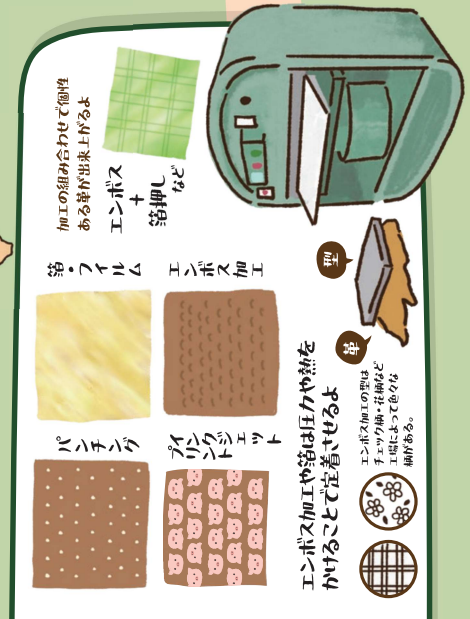 加工の組み合わせで個性
ある革が出来上がるよ
エンボス
+
箔押し
など
箔・フィルム
エンボス加工
パンチング
インクジェット
プリント
エンボス加工や箔は圧力や熱を
かけることで定着させるよ
型
革
エンボス加工の型は
チェック柄・花柄など
工場によって色々な
柄がある。